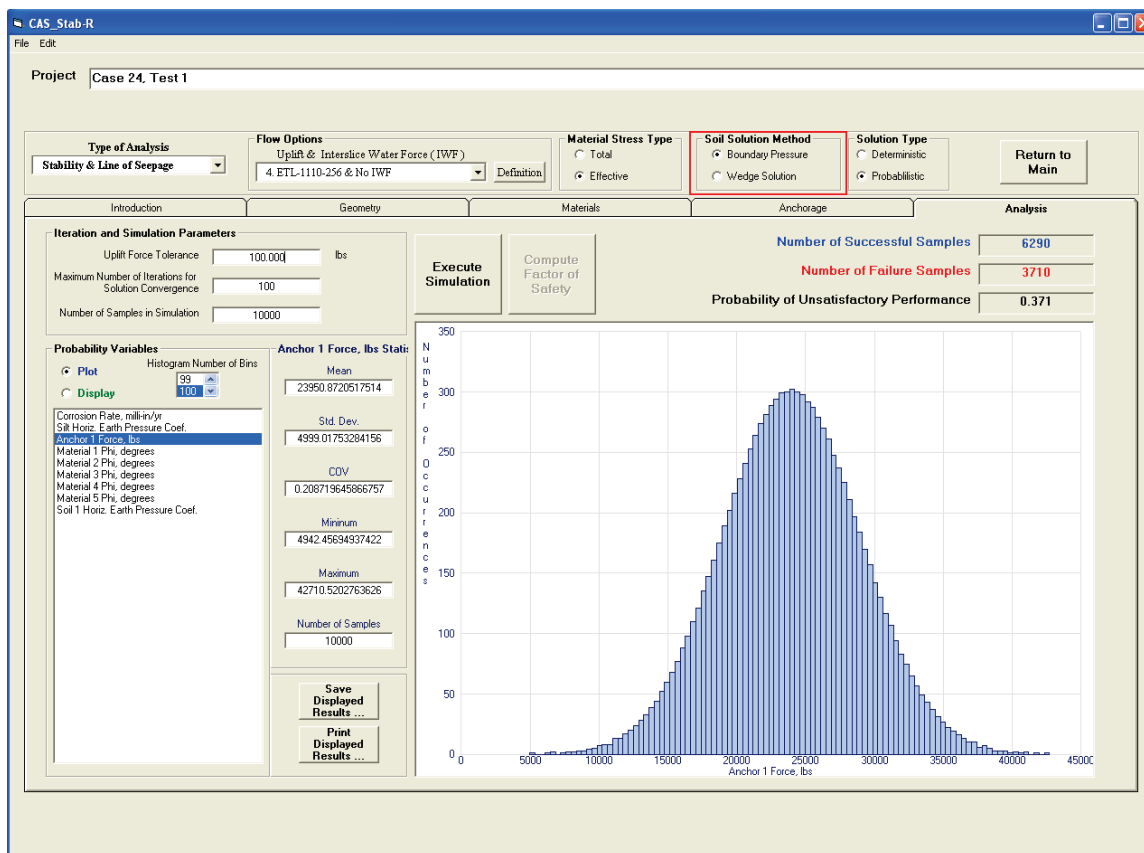 CAS_Stab-R
File Edit
Project Case 24, Test 1
Type of Analysis
Stability & Line of Seepage
Flow Options
Uplift & Interslice Water Force ( IWF )
4. ETL-1110-256 & No IWF
Definition
Material Stress Type
Total
Effective
Soil Solution Method
Boundary Pressure
Wedge Solution
Solution Type
Deterministic
Probablilistic
Return to
Main
Introduction
Geometry
Materials
Anchorage
Analysis
Iteration and Simulation Parameters
Uplift Force Tolerance 100.000 lbs
Maximum Number of Iterations for
Solution Convergence 100
Number of Samples in Simulation 10000
Execute
Simulation
Compute
Factor of
Safety
Number of Successful Samples 6290
Number of Failure Samples 3710
Probability of Unsatisfactory Performance 0.371
Probability Variables
Plot
Display
Histogram Number of Bins
99
100
Corrosion Rate, milli-in/yr
Silt Horiz. Earth Pressure Coef.
Anchor 1 Force, lbs
Material 1 Phi, degrees
Material 2 Phi, degrees
Material 3 Phi, degrees
Material 4 Phi, degrees
Material 5 Phi, degrees
Soil 1 Horiz. Earth Pressure Coef.
Anchor 1 Force, lbs Statis
Mean
23950.8720517514
Std. Dev.
4999.01753284156
COV
0.208719645866757
Mininum
4942.45694937422
Maximum
42710.5202763626
Number of Samples
10000
Save
Displayed
Results ...
Print
Displayed
Results ...
Number of Occurrences
350
300
250
200
150
100
50
0
0 5000 10000 15000 20000 25000 30000 35000 40000 45000
Anchor 1 Force, lbs